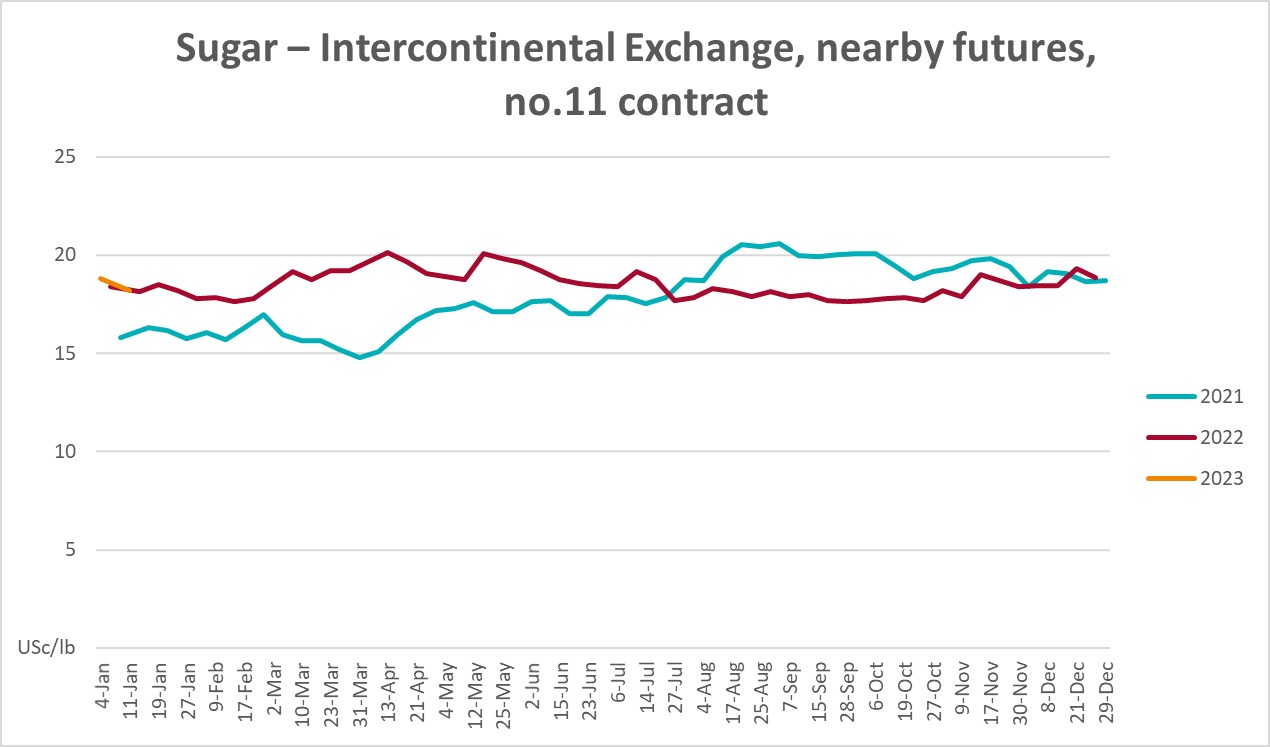 Sugar – Intercontinental Exchange, nearby futures,
no.11 contract
25
20
15
10
5
USc/lb
4-Jan
11-Jan
19-Jan
27-Jan
9-Feb
17-Feb
2-Mar
10-Mar
23-Mar
31-Mar
13-Apr
21-Apr
4-May
12-May
25-May
2-Jun
15-Jun
23-Jun
6-Jul
14-Jul
27-Jul
4-Aug
17-Aug
25-Aug
7-Sep
15-Sep
28-Sep
6-Oct
19-Oct
27-Oct
9-Nov
17-Nov
30-Nov
8-Dec
21-Dec
29-Dec
2021
2022
2023